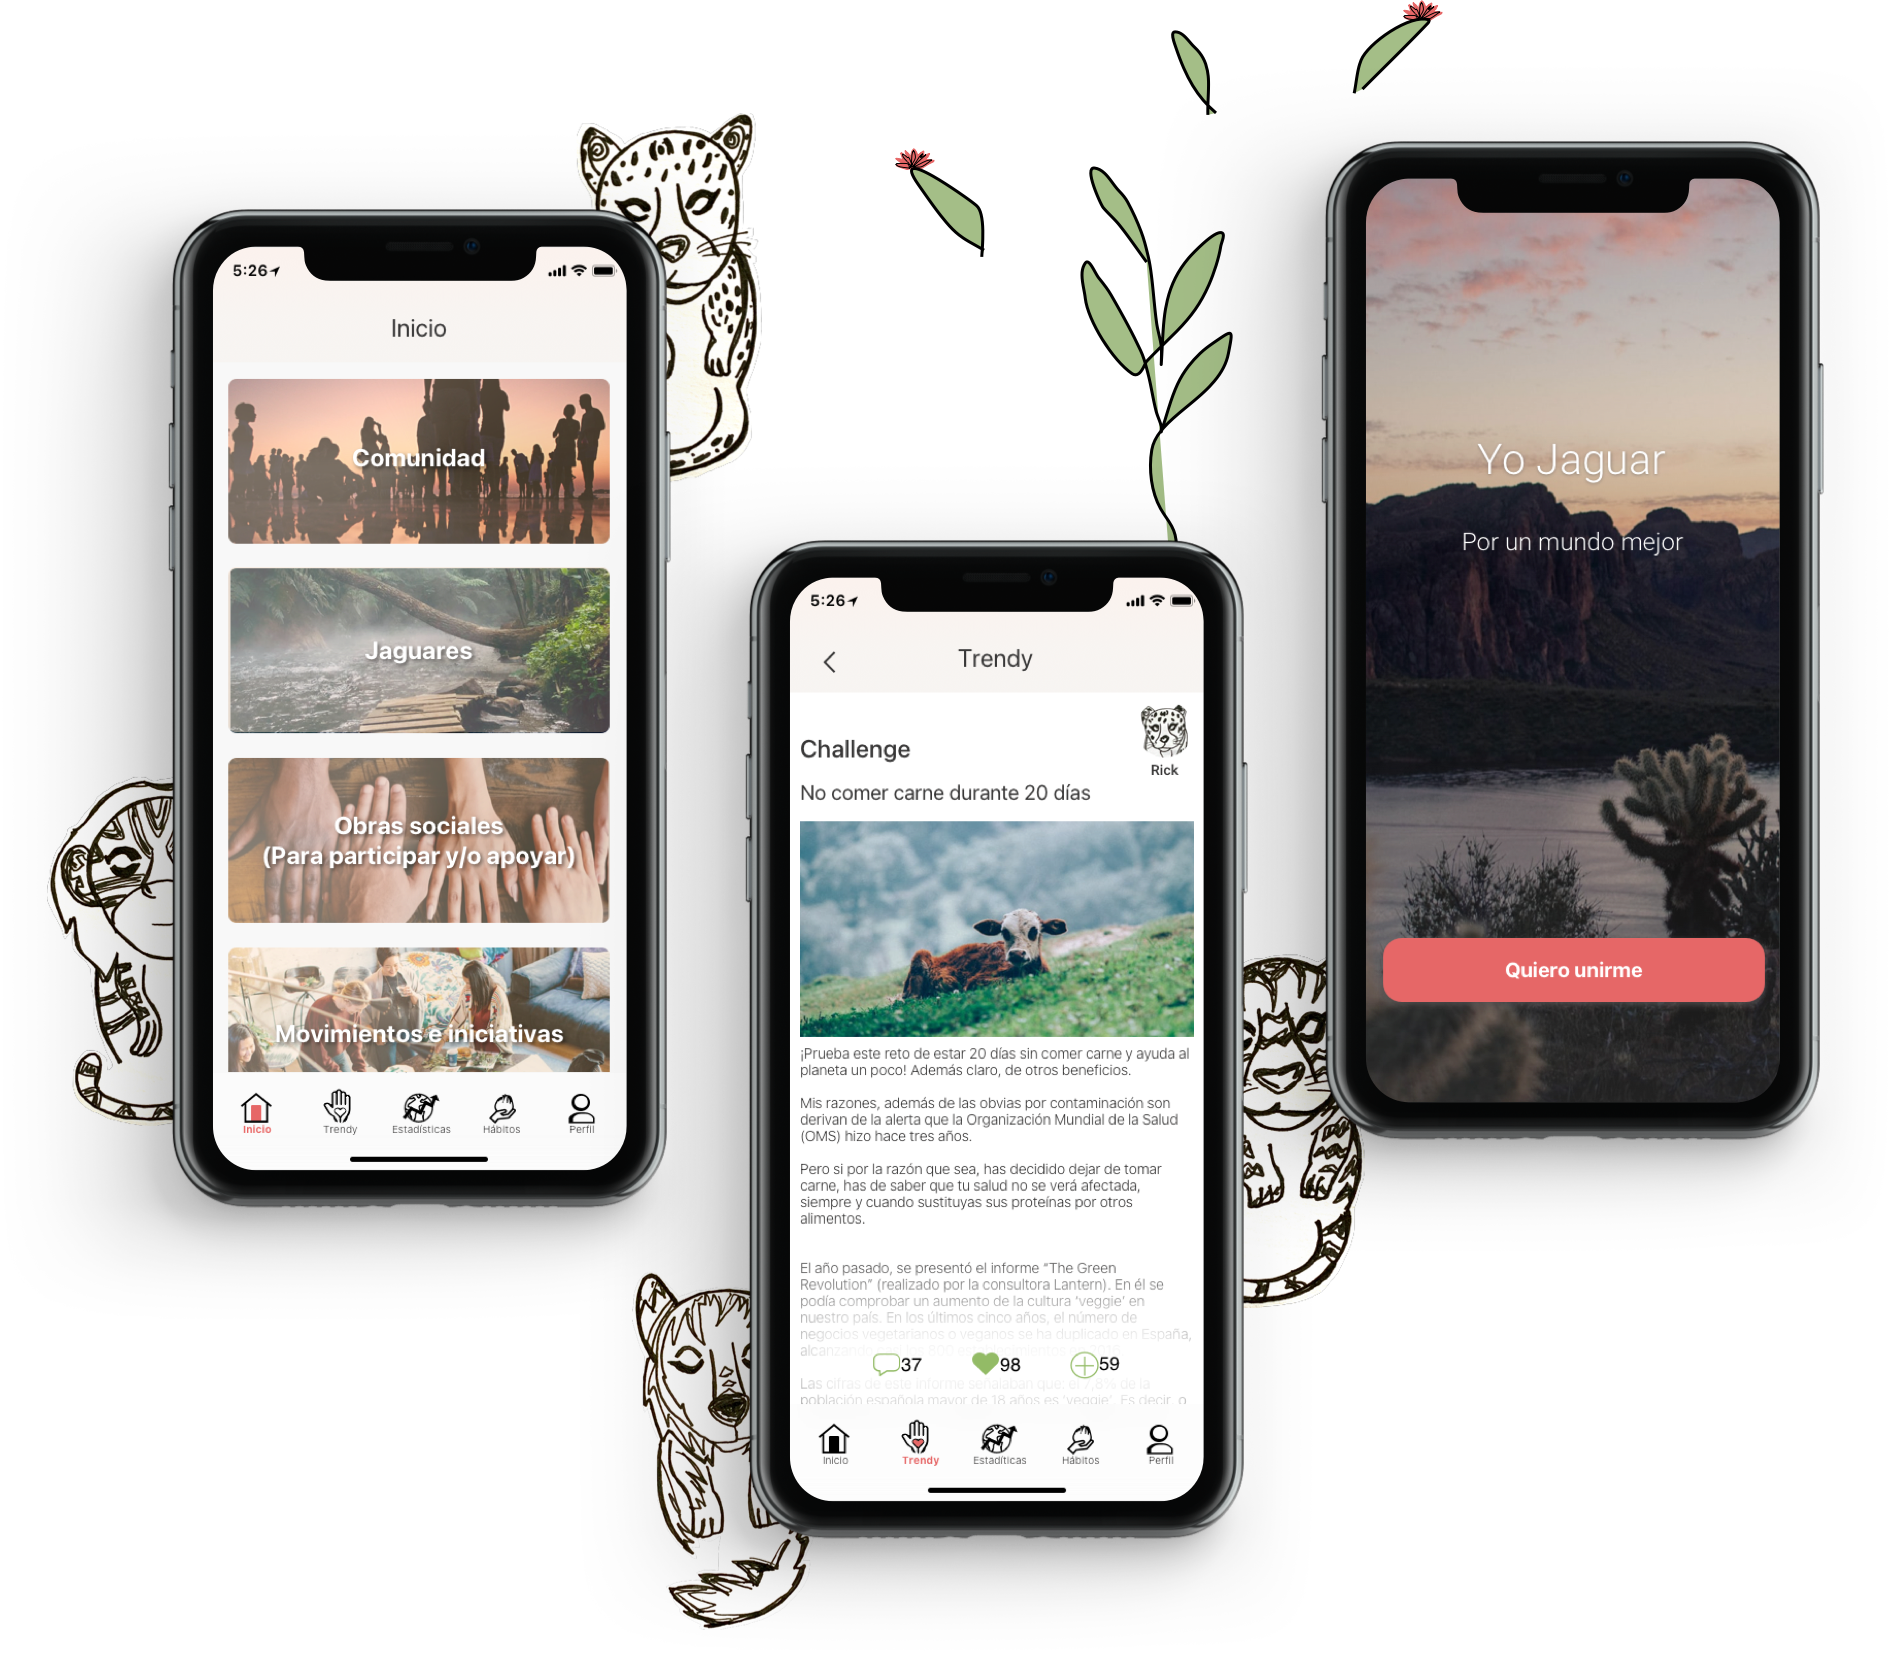 5:26
Inicio
Comunidad
Jaguares
Obras sociales
(Para participar y/o apoyar)
Movimientos e iniciativas
Inicio
Trendy
Estadísticas
Hábitos
Perfil
5:26
Trendy
Challenge
Rick
No comer carne durante 20 días
¡Prueba este reto de estar 20 días sin comer carne y ayuda al
planeta un poco! Además claro, de otros beneficios.
Mis razones, además de las obvias por contaminación son
derivan de la alerta que la Organización Mundial de la Salud
(OMS) hizo hace tres años.
Pero si por la razón que sea, has decidido dejar de tomar
carne, has de saber que tu salud no se verá afectada,
siempre y cuando sustituyas sus proteínas por otros
alimentos.
El año pasado, se presentó el informe “The Green
Revolution” (realizado por la consultora Lantern). En él se
podía comprobar un aumento de la cultura ‘veggie’ en
nuestro país. En los últimos cinco años, el número de
negocios vegetarianos o veganos se ha duplicado en España,
37
98
59
Las cifras de este informe señalaban que: el 7,8% de la
población española mayor de 18 años es ‘veggie’. Es decir, o
Inicio
Trendy
Estadíticas
Hábitos
Perfil
Yo Jaguar
Por un mundo mejor
Quiero unirme